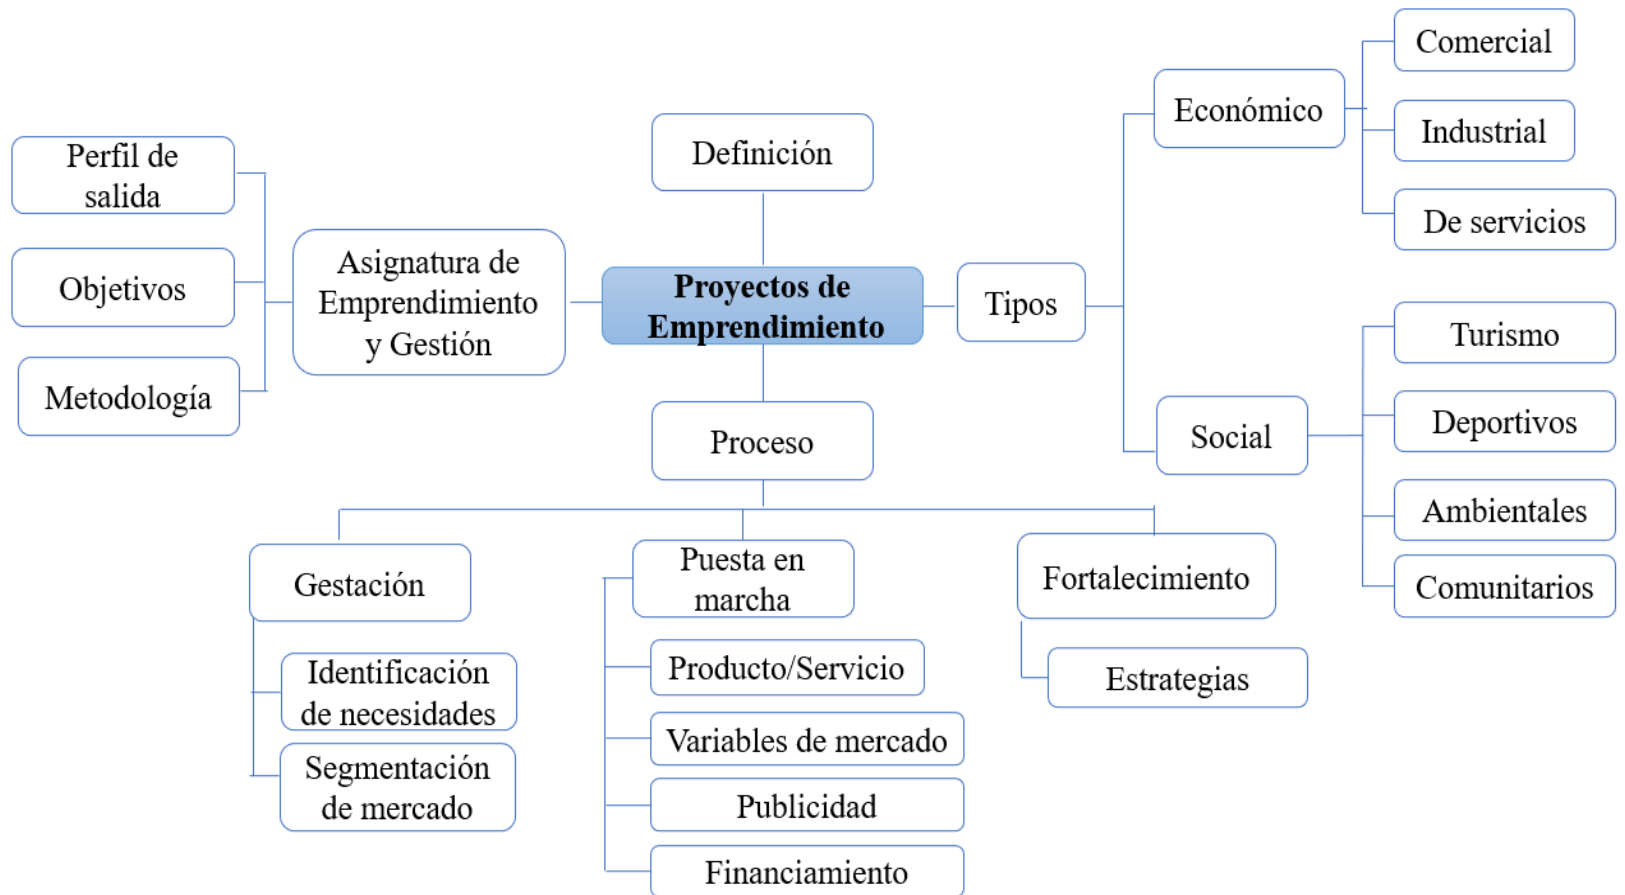 Perfil de
salida
Objetivos
Metodología
Asignatura de
Emprendimiento
y Gestión
Definición
Proyectos de
Emprendimiento
Tipos
Económico
Comercial
Industrial
De servicios
Social
Turismo
Deportivos
Ambientales
Comunitarios
Proceso
Gestación
Identificación
de necesidades
Segmentación
de mercado
Puesta en
marcha
Producto/Servicio
Variables de mercado
Publicidad
Financiamiento
Fortalecimiento
Estrategias